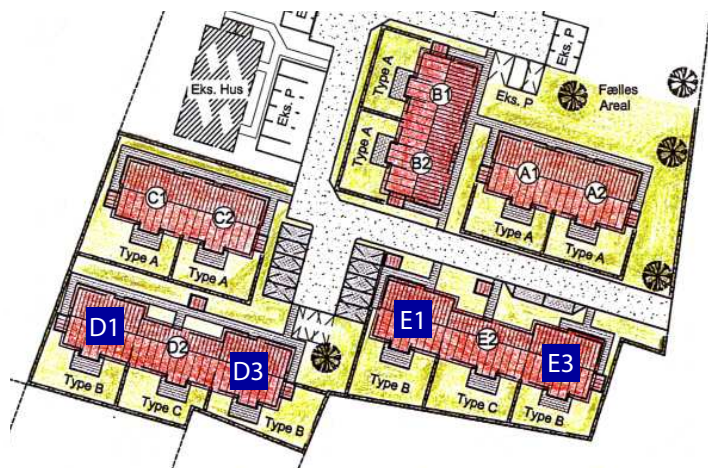 Eks. Hus
Eks. P
Type A
B1
Type A
B2
Eks. P
Fælles
Areal
A1
A2
Type A
Type A
C1
C2
Type A
Type A
D1
D2
D3
Type B
Type C
Type B
E1
E2
E3
Type B
Type C
Type B